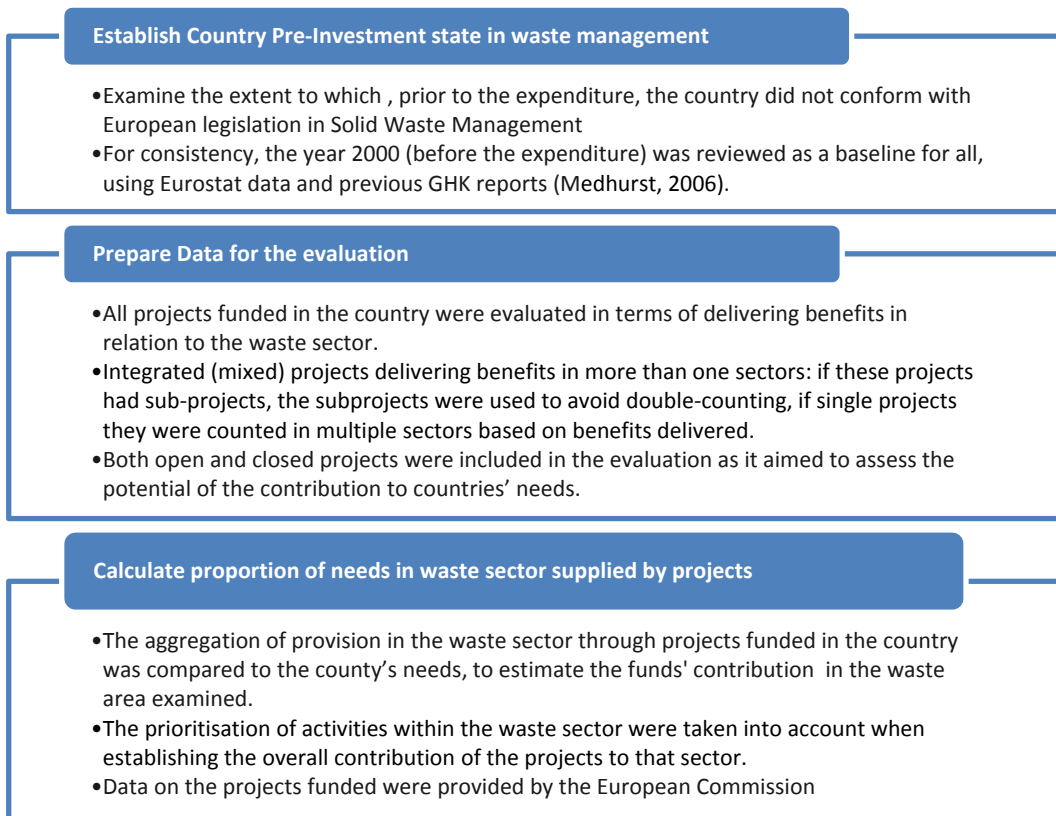 Establish Country Pre-Investment state in waste management
•Examine the extent to which , prior to the expenditure, the country did not conform with
European legislation in Solid Waste Management
•For consistency, the year 2000 (before the expenditure) was reviewed as a baseline for all,
using Eurostat data and previous GHK reports (Medhurst, 2006).
Prepare Data for the evaluation
•All projects funded in the country were evaluated in terms of delivering benefits in
relation to the waste sector.
•Integrated (mixed) projects delivering benefits in more than one sectors: if these projects
had sub-projects, the subprojects were used to avoid double-counting, if single projects
they were counted in multiple sectors based on benefits delivered.
•Both open and closed projects were included in the evaluation as it aimed to assess the
potential of the contribution to countries’ needs.
Calculate proportion of needs in waste sector supplied by projects
•The aggregation of provision in the waste sector through projects funded in the country
was compared to the county’s needs, to estimate the funds' contribution  in the waste
area examined.
•The prioritisation of activities within the waste sector were taken into account when
establishing the overall contribution of the projects to that sector.
•Data on the projects funded were provided by the European Commission